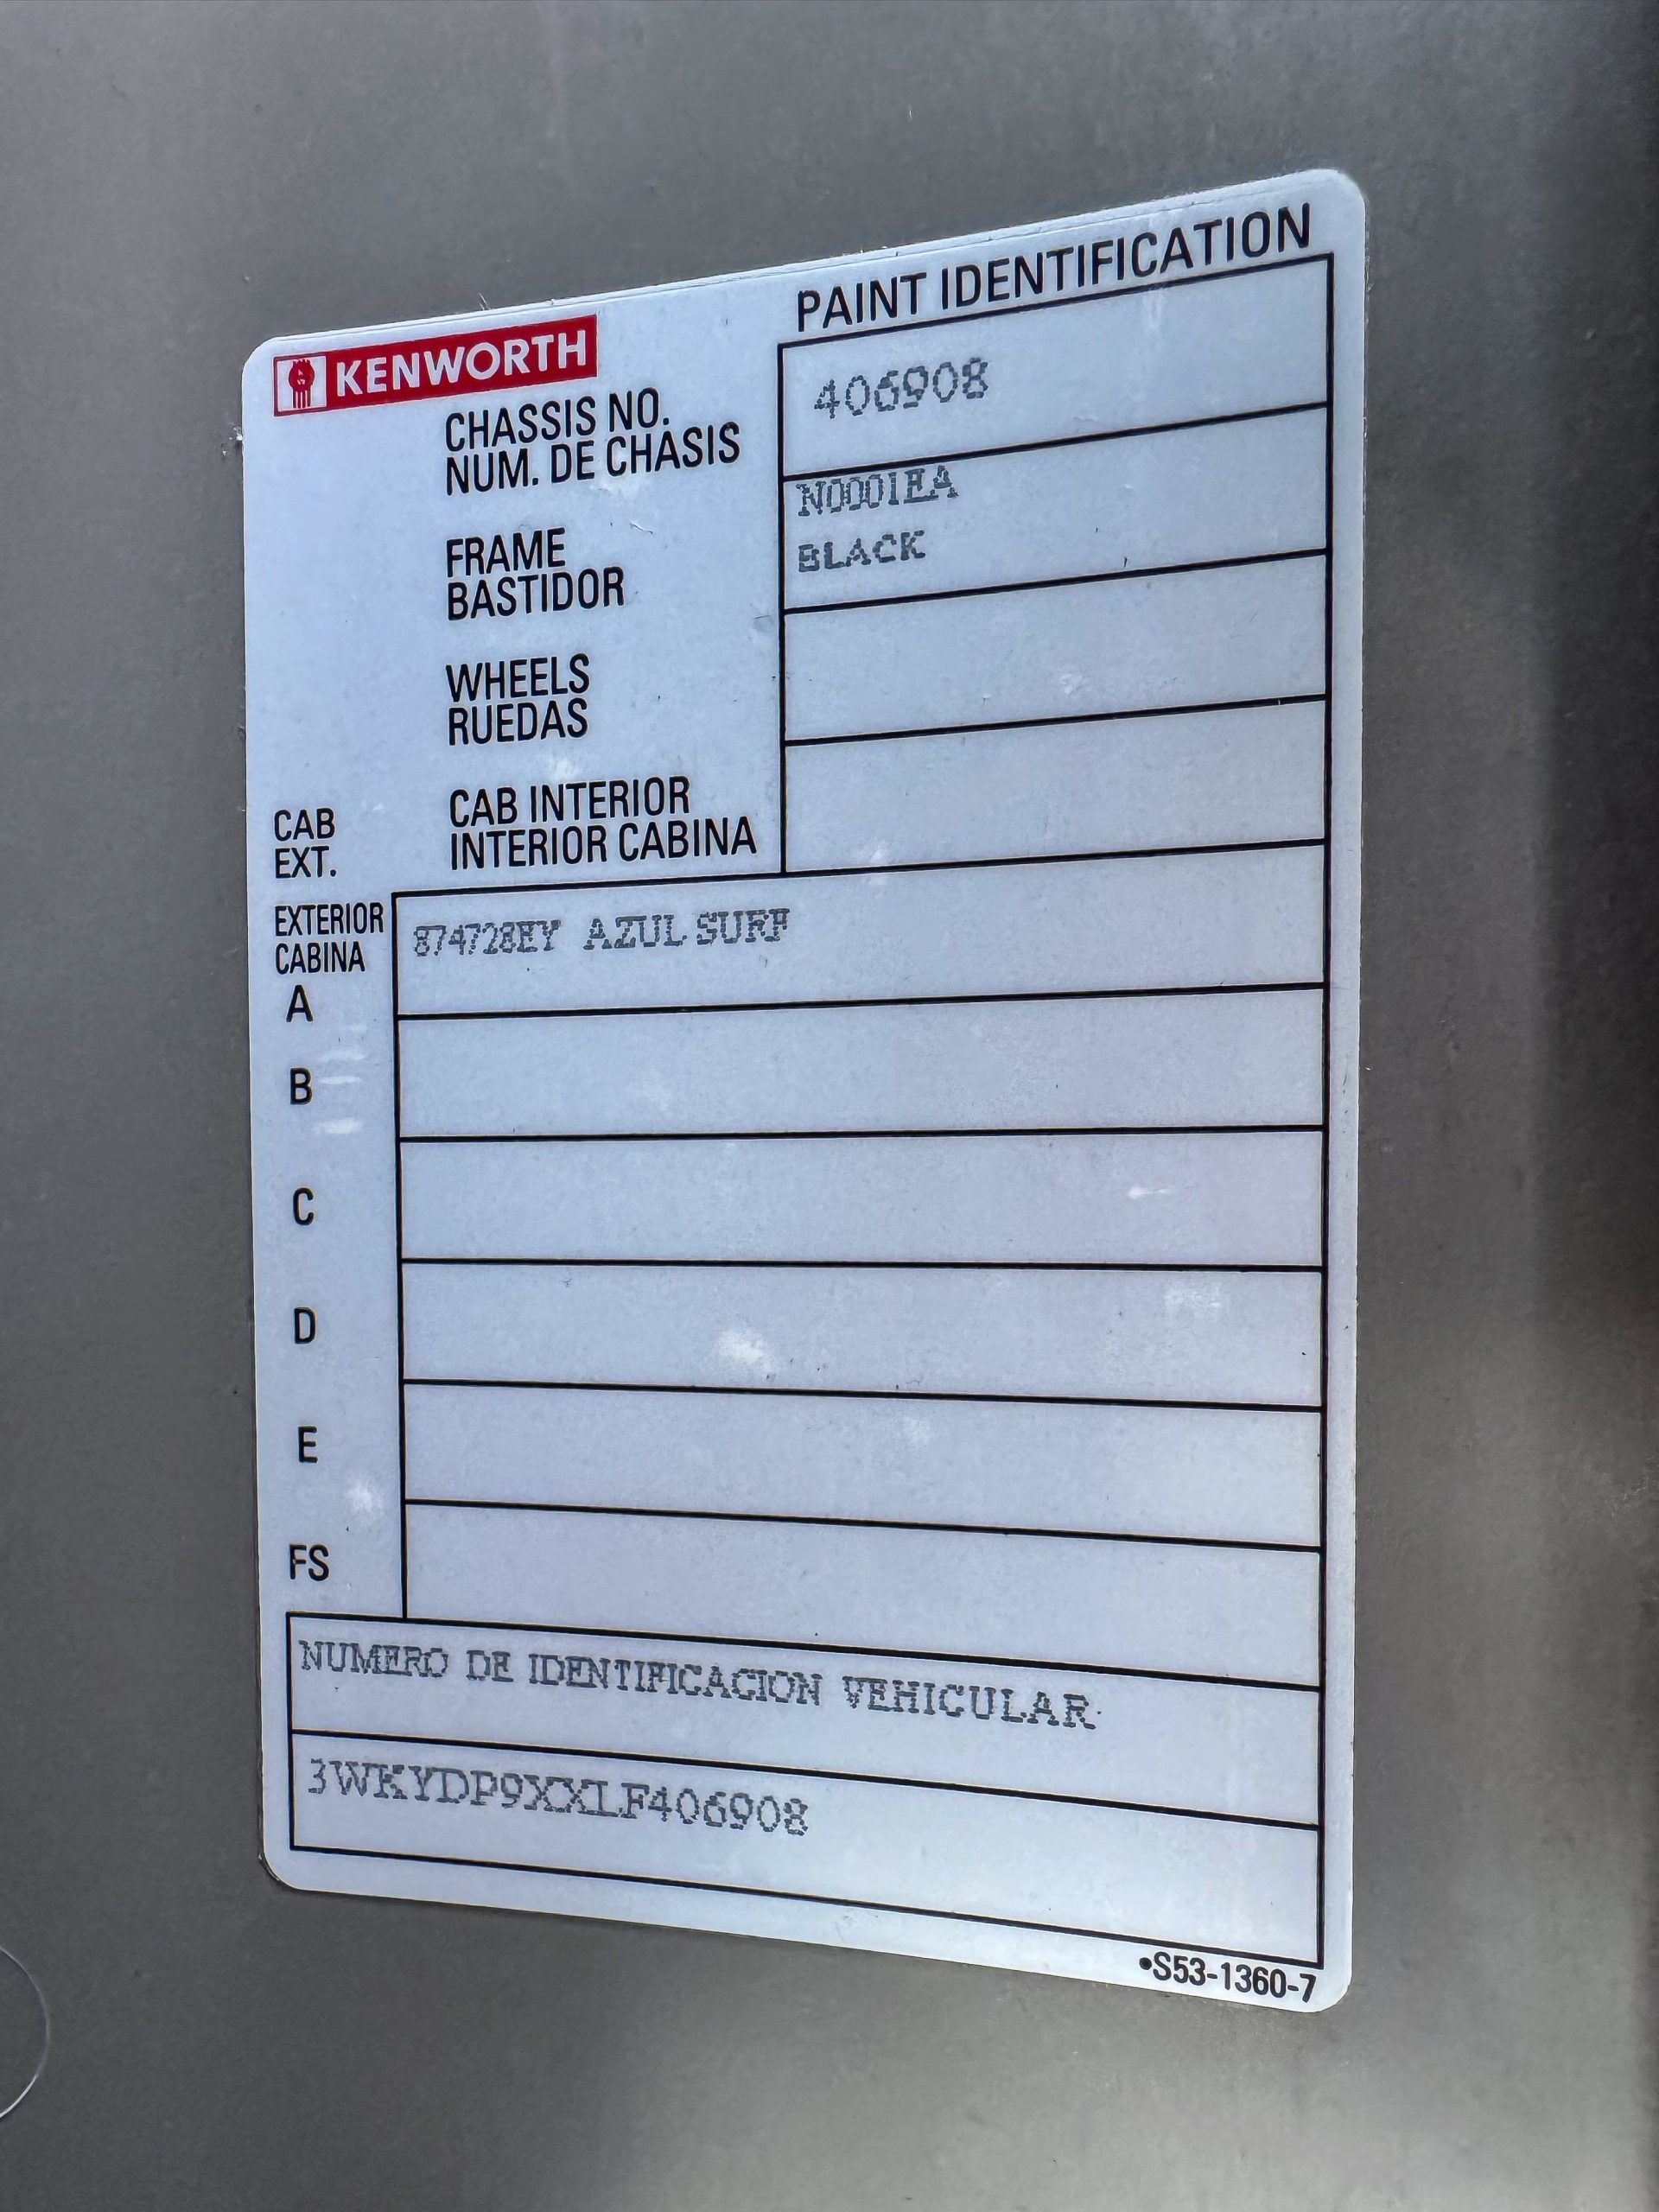 PAINT IDENTIFICATION
KENWORTH
CHASSIS NO.
NUM. DE CHASIS
406908
FRAME
BASTIDOR
N0001EA
BLACK
WHEELS
RUEDAS
CAB INTERIOR
INTERIOR CABINA
CAB
EXT.
EXTERIOR
CABINA
A
874728EY AZUL SURF
B
C
D
E
FS
NUMERO DE IDENTIFICACION VEHICULAR
3WKYDP9XXLF406908
•S53-1360-7